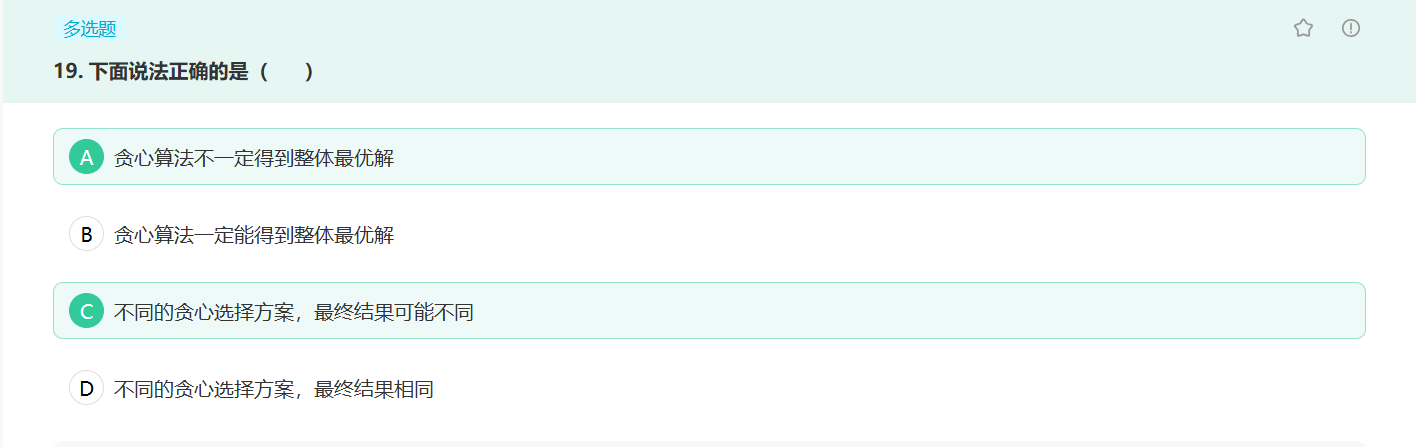 多选题
19. 下面说法正确的是（　　）
A 贪心算法不一定得到整体最优解
B 贪心算法一定能得到整体最优解
C 不同的贪心选择方案，最终结果可能不同
D 不同的贪心选择方案，最终结果相同